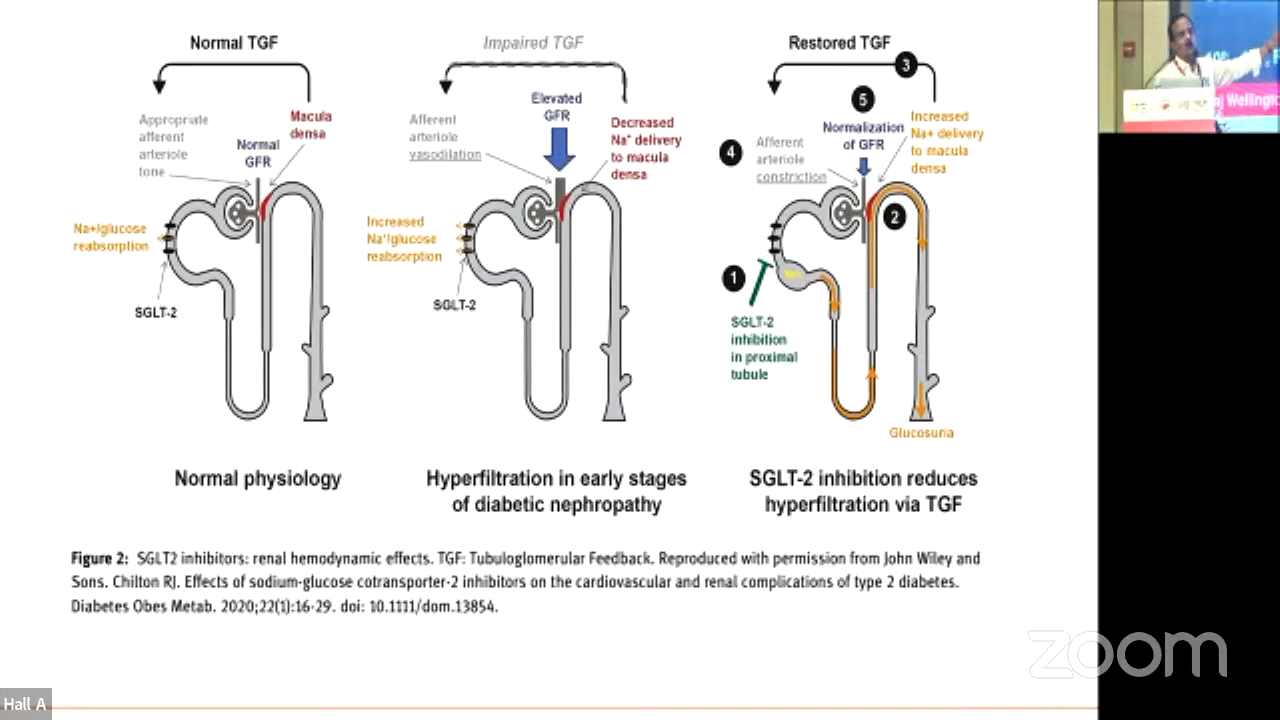 Normal TGF
Appropriate
afferent
arteriole
tone
Macula
densa
Normal
GFR
Na+/glucose
reabsorption
SGLT-2
Normal physiology
Impaired TGF
Elevated
GFR
Afferent
arteriole
vasodilation
Decreased
Na+ delivery
to macula
densa
Increased
Na+/glucose
reabsorption
SGLT-2
Hyperfiltration in early stages
of diabetic nephropathy
Restored TGF
3
5
Normalization
of GFR
Increased
Na+ delivery
to macula
densa
4
Afferent
arteriole
constriction
2
1
SGLT-2
inhibition
in proximal
tubule
Glucosuria
SGLT-2 inhibition reduces
hyperfiltration via TGF
Figure 2: SGLT2 inhibitors: renal hemodynamic effects. TGF: Tubuloglomerular Feedback. Reproduced with permission from John Wiley and
Sons. Chilton RJ. Effects of sodium-glucose cotransporter-2 inhibitors on the cardiovascular and renal complications of type 2 diabetes.
Diabetes Obes Metab. 2020;22(1):16-29. doi: 10.1111/dom.13854.
zoom
Hall A
Wellingto